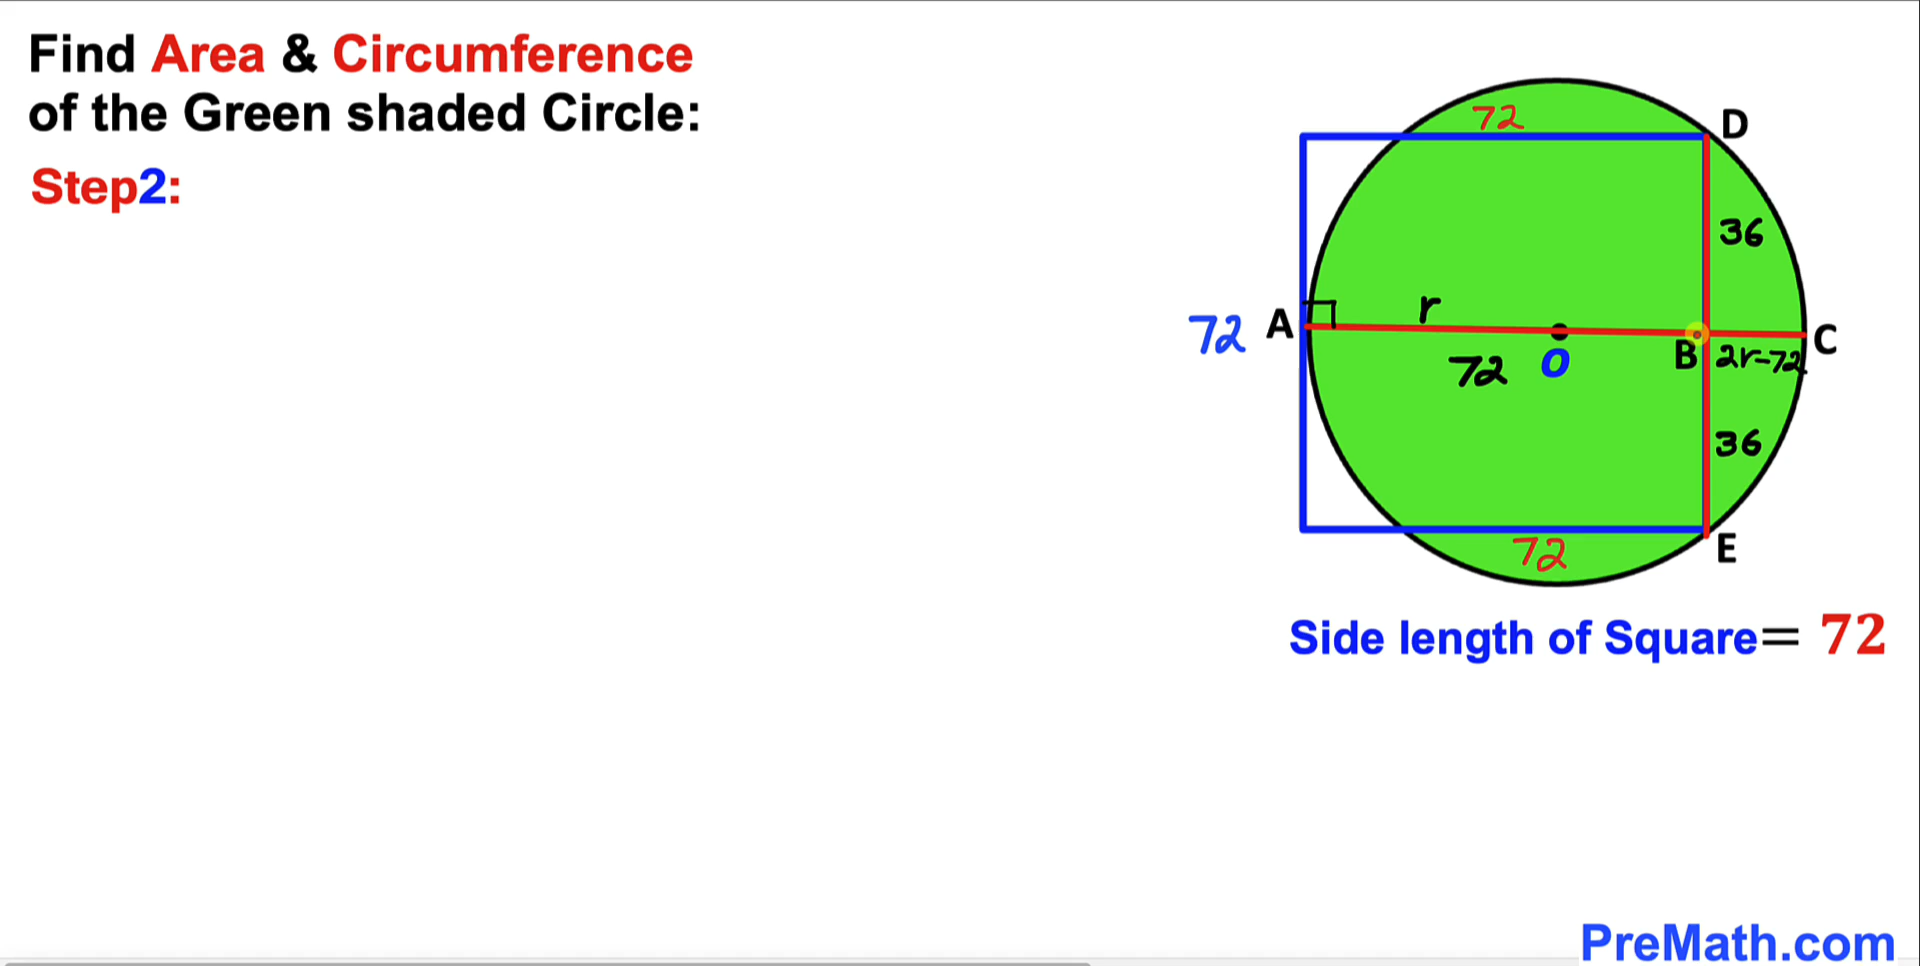 Find Area & Circumference
of the Green shaded Circle:
Step2:
72
D
36
r
72 A
C
72 O
B 2r-72
36
72
E
Side length of Square= 72
PreMath.com